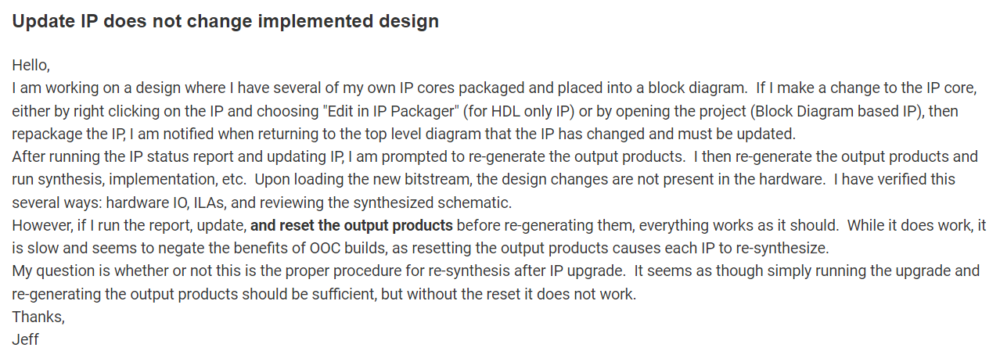 Update IP does not change implemented design
Hello,
I am working on a design where I have several of my own IP cores packaged and placed into a block diagram.  If I make a change to the IP core,
either by right clicking on the IP and choosing "Edit in IP Packager" (for HDL only IP) or by opening the project (Block Diagram based IP), then
repackage the IP, I am notified when returning to the top level diagram that the IP has changed and must be updated.
After running the IP status report and updating IP, I am prompted to re-generate the output products.  I then re-generate the output products and
run synthesis, implementation, etc.  Upon loading the new bitstream, the design changes are not present in the hardware.  I have verified this
several ways: hardware IO, ILAs, and reviewing the synthesized schematic.
However, if I run the report, update, and reset the output products before re-generating them, everything works as it should.  While it does work, it
is slow and seems to negate the benefits of OOC builds, as resetting the output products causes each IP to re-synthesize.
My question is whether or not this is the proper procedure for re-synthesis after IP upgrade.  It seems as though simply running the upgrade and
re-generating the output products should be sufficient, but without the reset it does not work.
Thanks,
Jeff